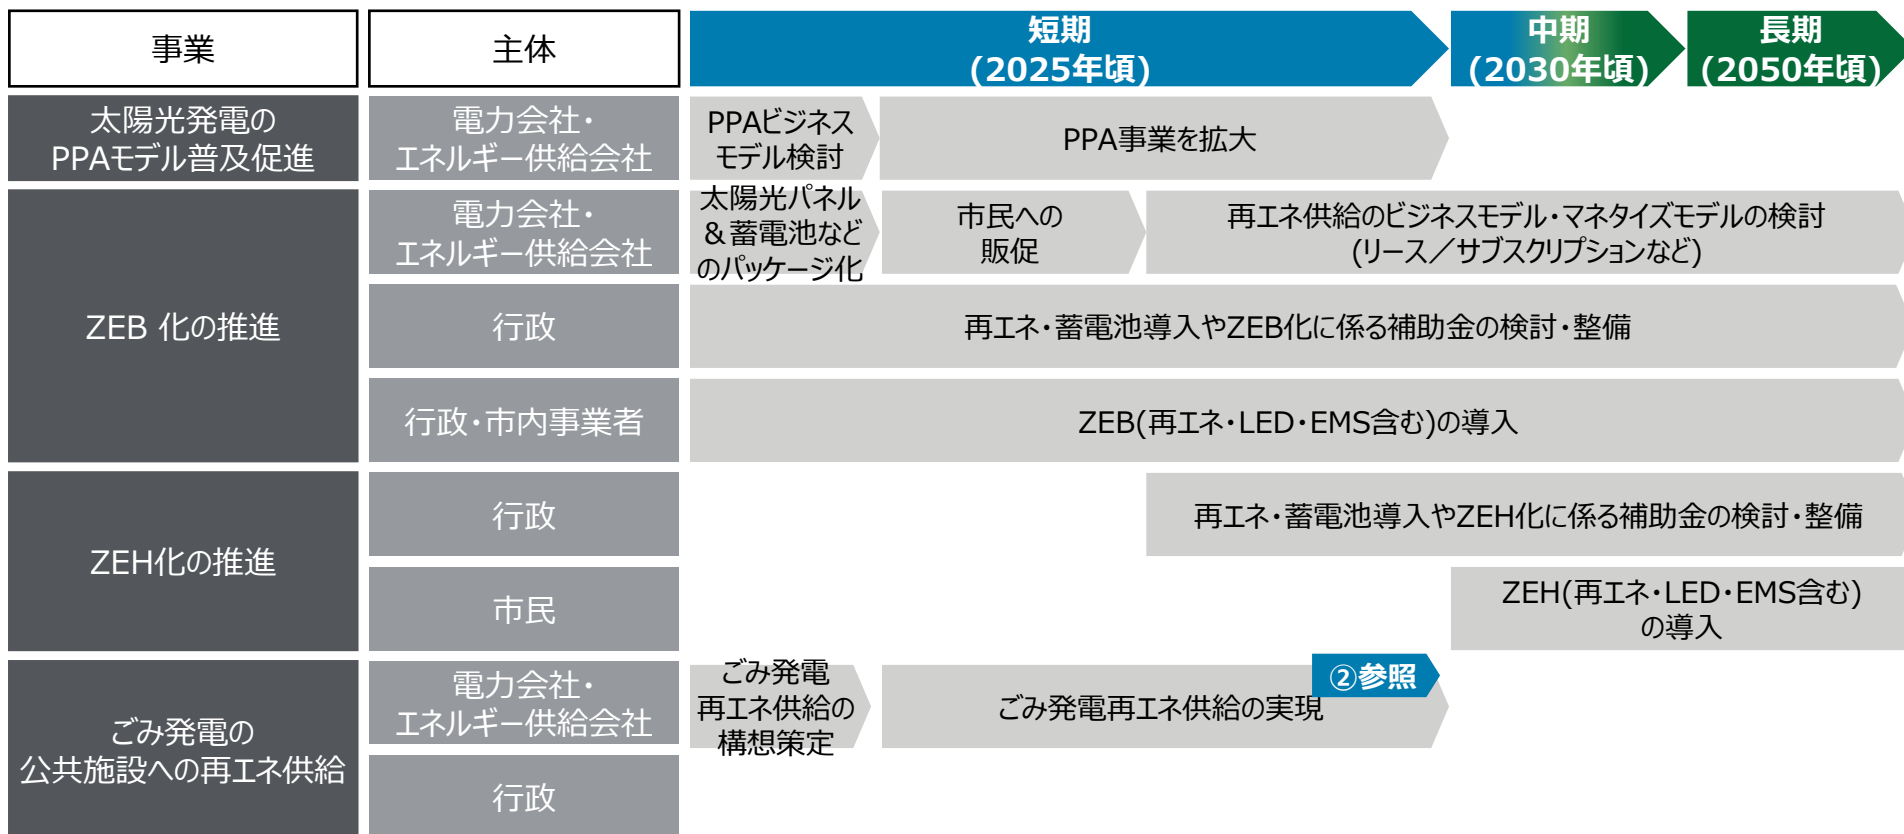 事業
主体
短期
(2025年頃)
中期
(2030年頃)
長期
(2050年頃)
太陽光発電の
PPAモデル普及促進
電力会社・
エネルギー供給会社
PPAビジネス
モデル検討
PPA事業を拡大
ZEB 化の推進
電力会社・
エネルギー供給会社
太陽光パネル
＆蓄電池など
のパッケージ化
市民への
販促
再エネ供給のビジネスモデル・マネタイズモデルの検討
(リース／サブスクリプションなど)
行政
再エネ・蓄電池導入やZEB化に係る補助金の検討・整備
行政・市内事業者
ZEB(再エネ・LED・EMS含む)の導入
ZEH化の推進
行政
再エネ・蓄電池導入やZEH化に係る補助金の検討・整備
市民
ZEH(再エネ・LED・EMS含む)
の導入
ごみ発電の
公共施設への再エネ供給
電力会社・
エネルギー供給会社
ごみ発電
再エネ供給の
構想策定
ごみ発電再エネ供給の実現
②参照
行政